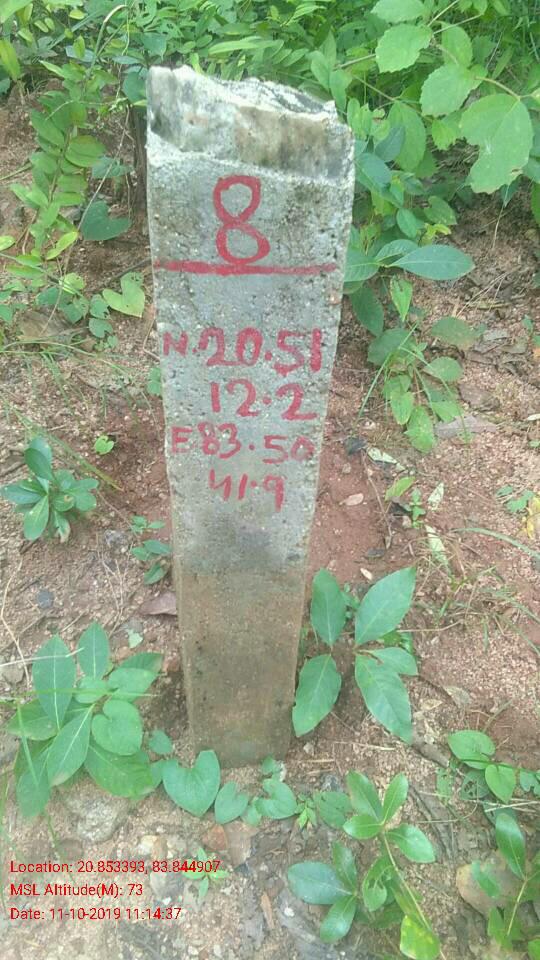 8
N.20.51
12.2
E83.50
41.9
Location: 20.853393, 83.844907
MSL Altitude(M): 73
Date: 11-10-2019 11:14:37